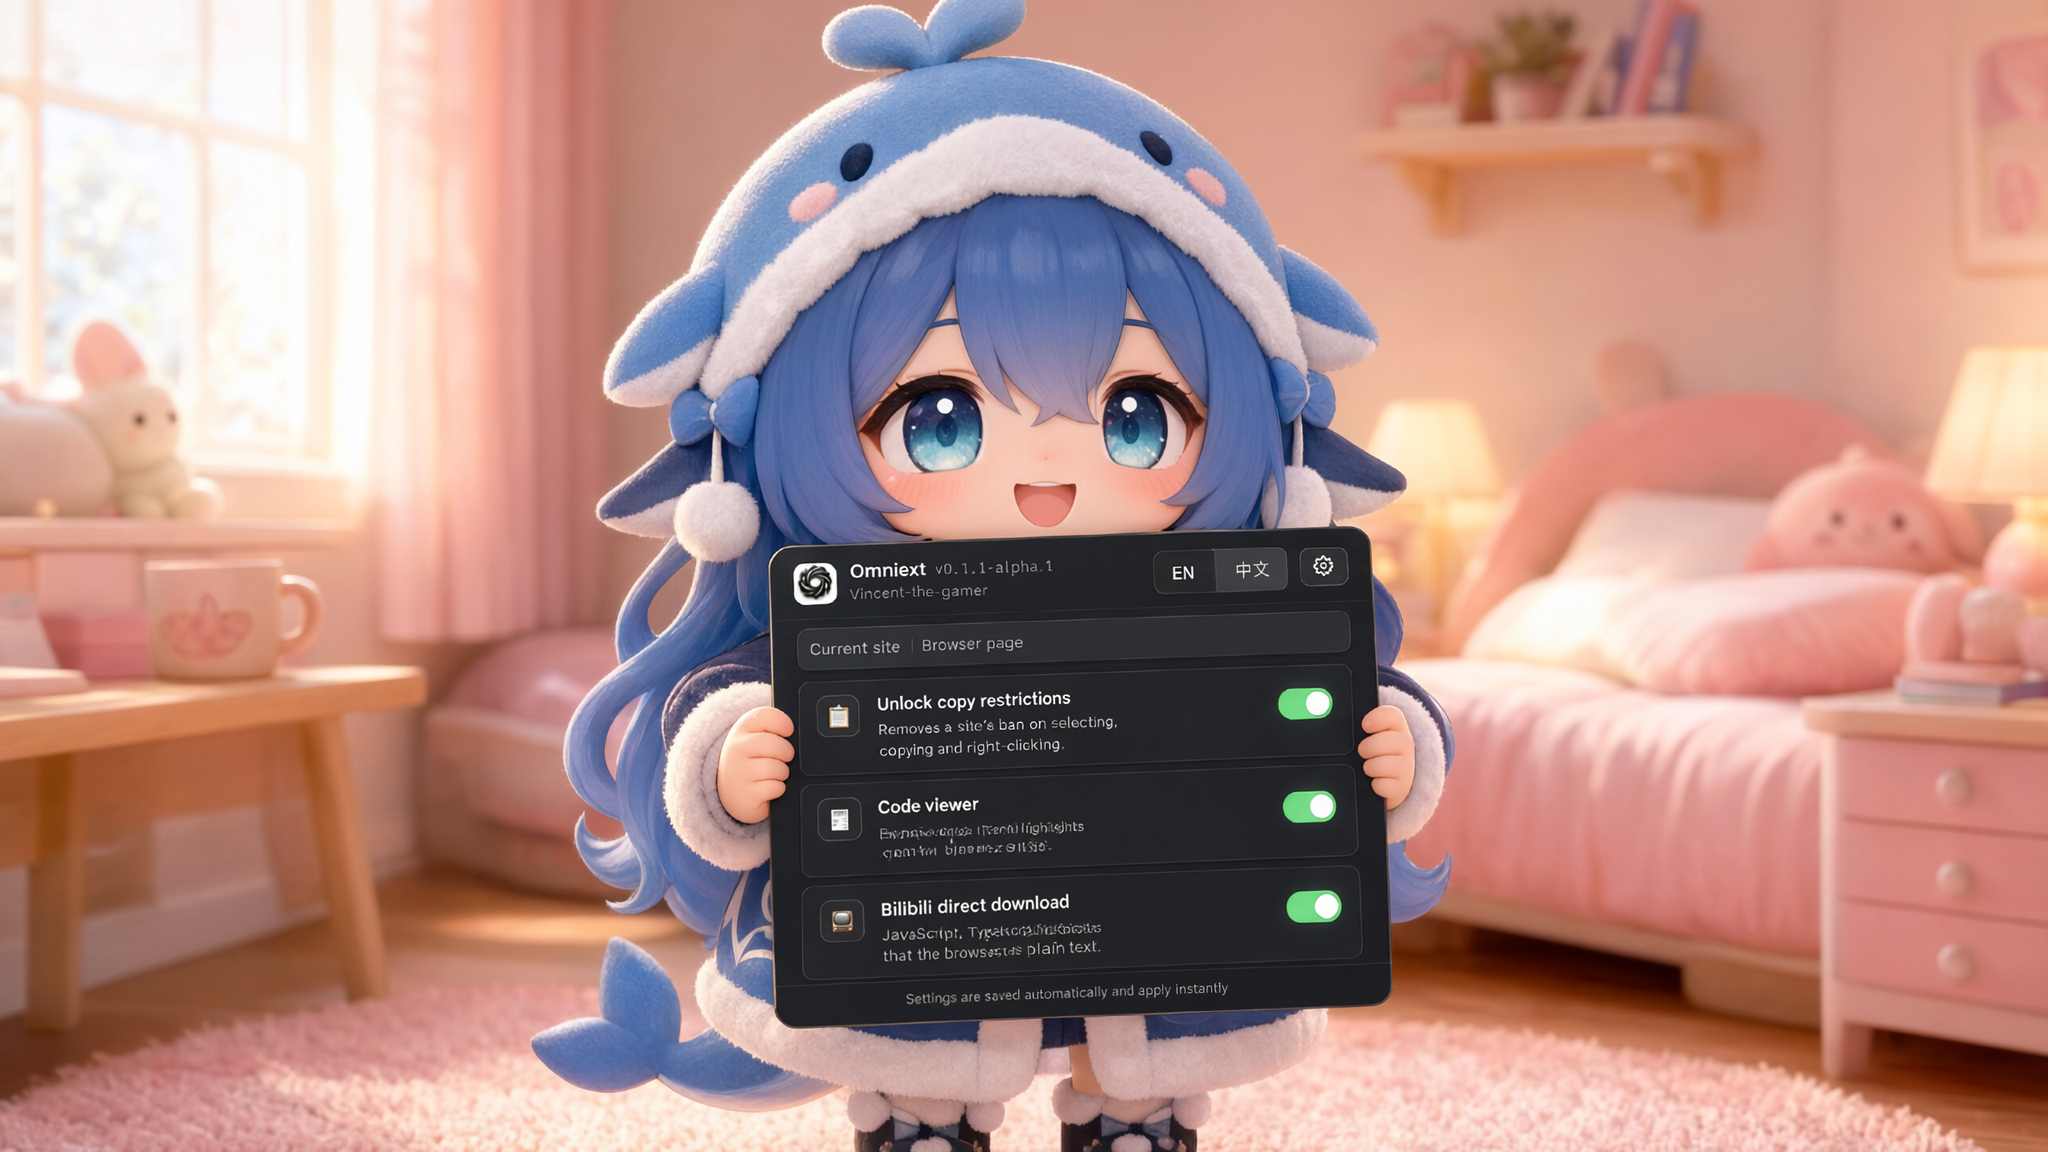 Omniext v0.1.1-alpha.1
Vincent-the-gamer
EN 中文
Current site | Browser page
Unlock copy restrictions
Removes a site's ban on selecting,
copying and right-clicking.
Code viewer
highlights
Bilibili direct download
JavaScript,
that the plain text.
Settings are saved automatically and apply instantly